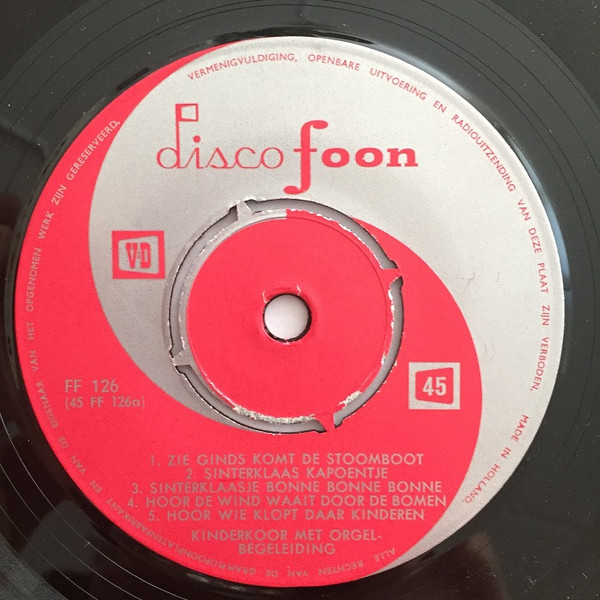 ALLE RECHTEN VAN DE GRAMMOFOONPLATENFABRIKANT EN VAN DE EIGENAAR VAN HET OPGENOMEN WERK ZIJN GERESERVEERD. VERMENIGVULDIGING, OPENBARE UITVOERING EN RADIOUITZENDING VAN DEZE PLAAT ZIJN VERBODEN. MADE IN HOLLAND.
disco foon
V·D
FF 126
(45 FF 126a)
45
1. ZIE GINDS KOMT DE STOOMBOOT
2. SINTERKLAAS KAPOENTJE
3. SINTERKLAASJE BONNE BONNE BONNE
4. HOOR DE WIND WAAIT DOOR DE BOMEN
5. HOOR WIE KLOPT DAAR KINDEREN
KINDERKOOR MET ORGEL-
BEGELEIDING